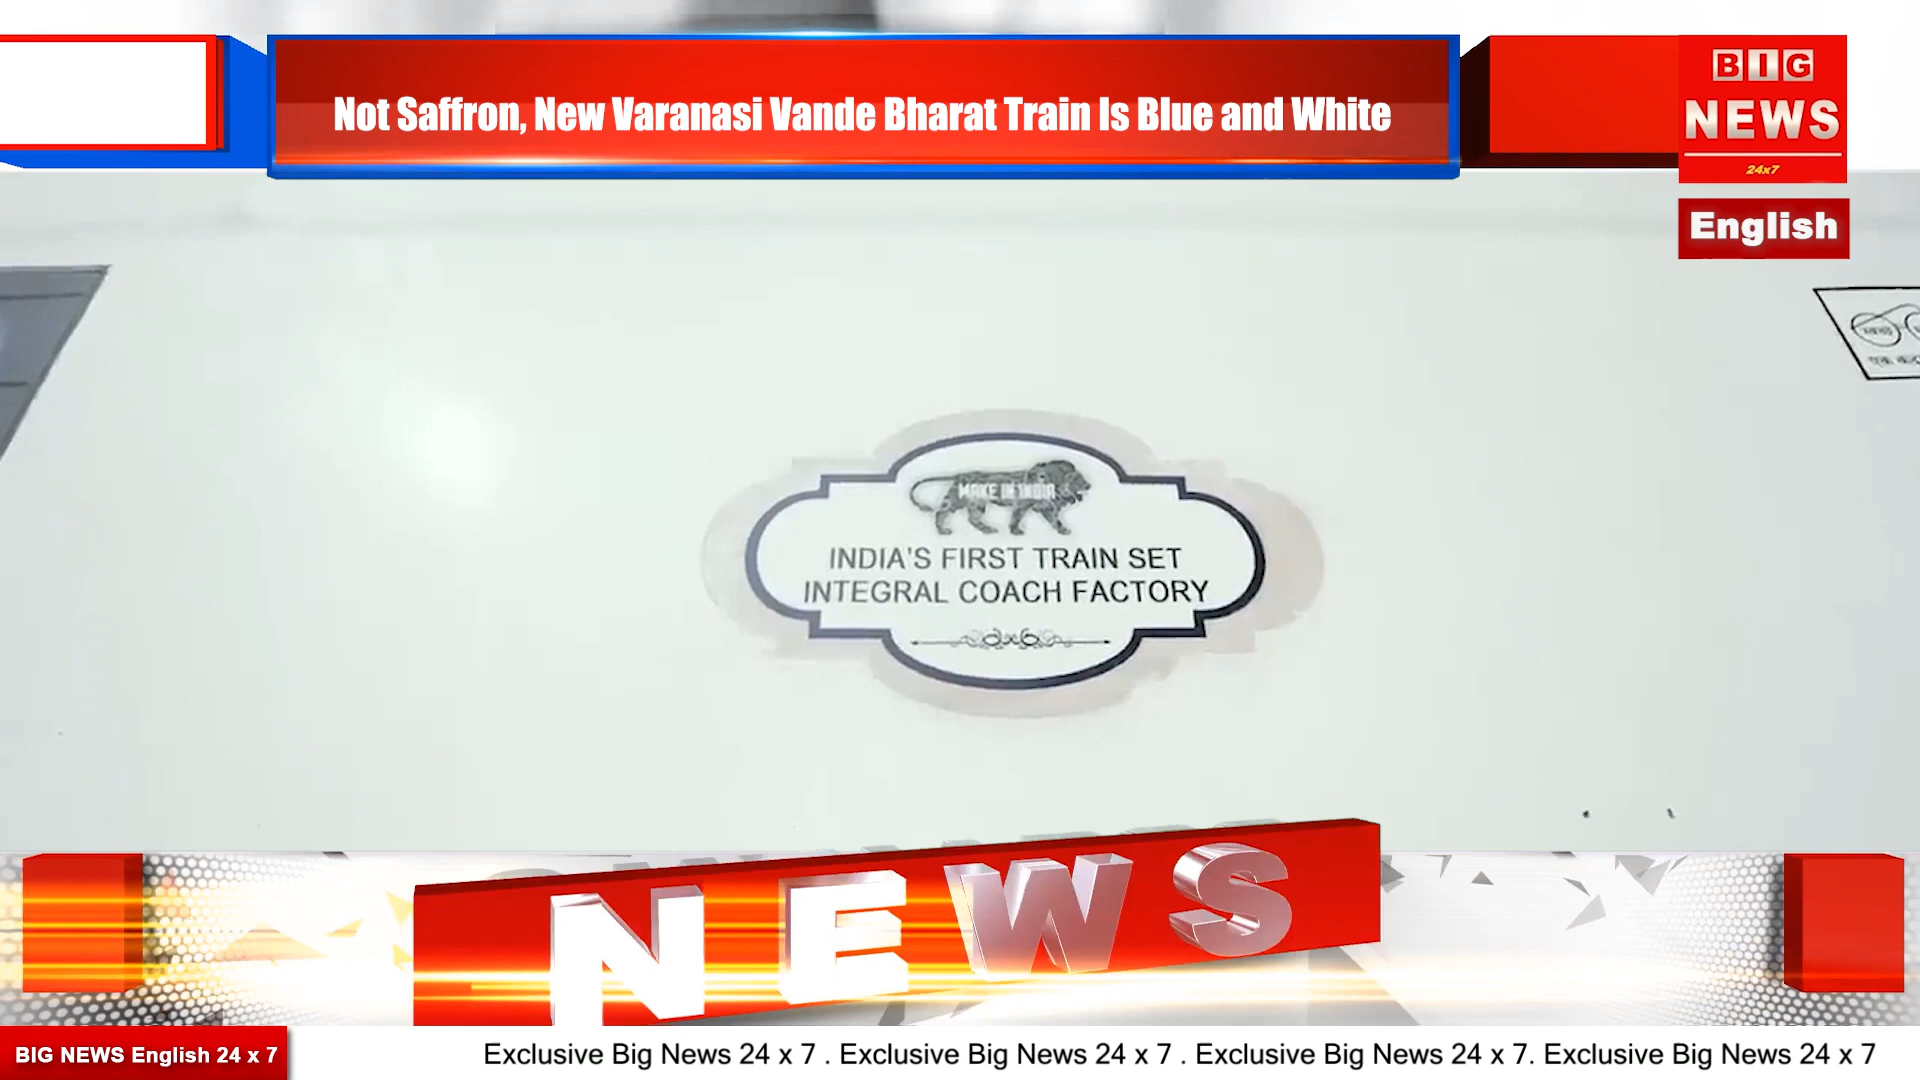 Not Saffron, New Varanasi Vande Bharat Train Is Blue and White
BIG
NEWS
24x7
English
MAKE IN INDIA
INDIA'S FIRST TRAIN SET
INTEGRAL COACH FACTORY
NEWS
BIG NEWS English 24 x 7
Exclusive Big News 24 x 7 . Exclusive Big News 24 x 7 . Exclusive Big News 24 x 7. Exclusive Big News 24 x 7